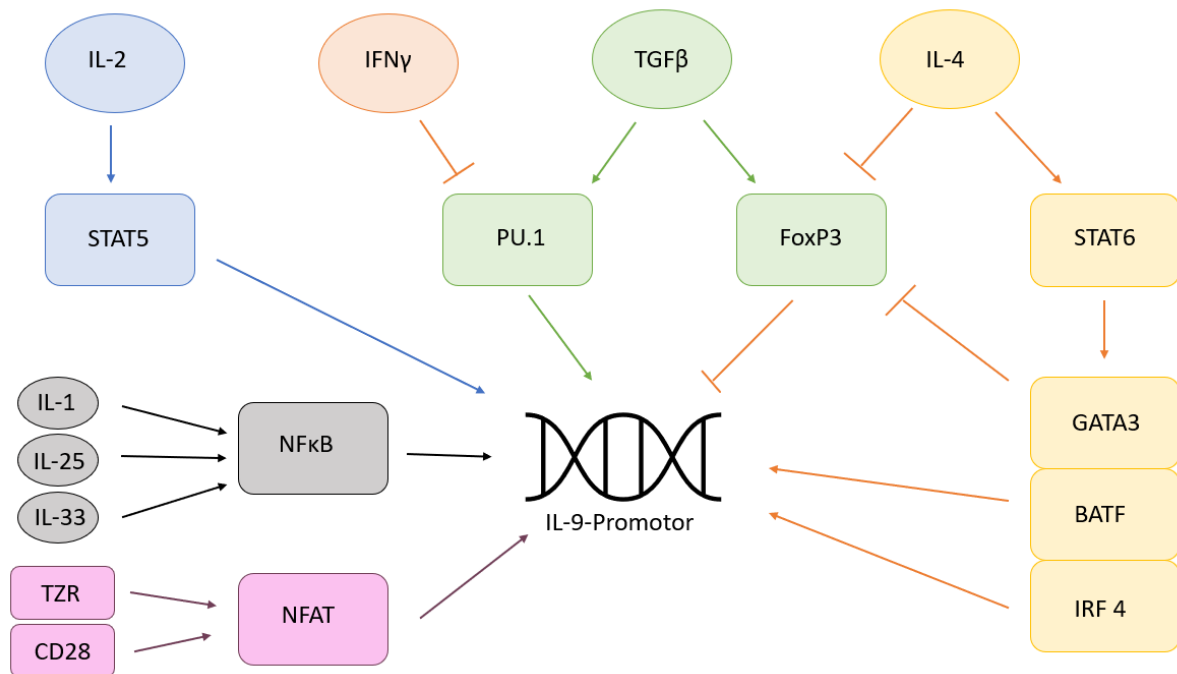 IL-2
IFNγ
TGFβ
IL-4
STAT5
PU.1
FoxP3
STAT6
IL-1
IL-25
IL-33
NFκB
GATA3
BATF
IRF 4
IL-9-Promotor
TZR
CD28
NFAT